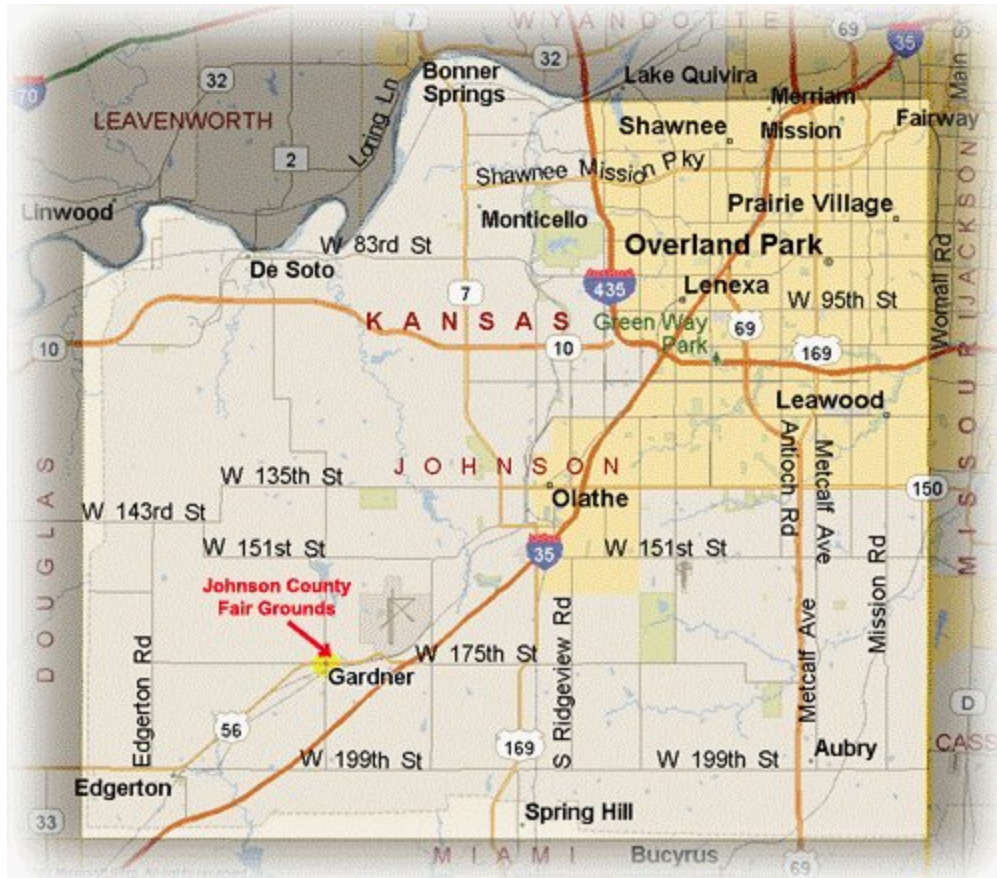 7
WYANDOTTE
69
35
32
Bonner
Springs
Lake Quivira
Main St
70
32
Merriam
LEAVENWORTH
Loring Ln
Shawnee
Mission
Fairway
2
Shawnee Mission Pky
Linwood
Monticello
Prairie Village
W 83rd St
Overland Park
De Soto
Wornall Rd
JACKSON
435
Lenexa
7
W 95th St
KANSAS
Green Way
Park
69
10
10
169
Leawood
MISSOURI
JOHNSON
Antioch Rd
Metcalf Ave
W 135th St
Olathe
150
W 143rd St
DOUGLAS
W 151st St
35
W 151st St
MISSOURI
Johnson County
Fair Grounds
Mission Rd
Edgerton Rd
S Ridgeview Rd
Metcalf Ave
W 175th St
Gardner
56
169
D
W 199th St
W 199th St
Aubry
CASS
Edgerton
33
Spring Hill
MIAMI
Bucyrus
69